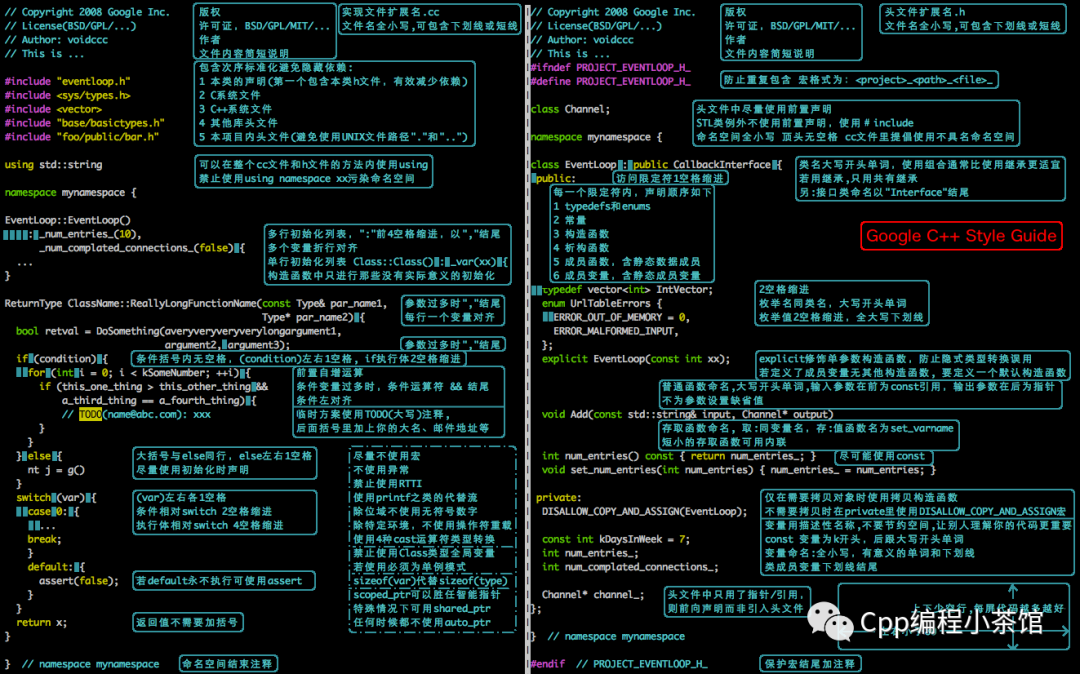 // Copyright 2008 Google Inc.
// License(BSD/GPL/...)
// Author: voidccc
// This is ...
版权
许可证, BSD/GPL/MIT/...
作者
文件内容简短说明
实现文件扩展名.cc
文件名全小写,可包含下划线或短线
#include "eventloop.h"
#include <sys/types.h>
#include <vector>
#include "base/basictypes.h"
#include "foo/public/bar.h"
包含次序标准化避免隐藏依赖:
1 本类的声明(第一个包含本类h文件, 有效减少依赖)
2 C系统文件
3 C++系统文件
4 其他库头文件
5 本项目内头文件(避免使用UNIX文件路径"."和"..")
using std::string
可以在整个cc文件和h文件的方法内使用using
禁止使用using namespace xx污染命名空间
namespace mynamespace {
EventLoop::EventLoop()
: _num_entries_(10),
_num_complated_connections_(false) {
...
}
多行初始化列表, ":"前4空格缩进, 以","结尾
多个变量折行对齐
单行初始化列表 Class::Class() : _var(xx) {
构造函数中只进行那些没有实际意义的初始化
ReturnType ClassName::ReallyLongFunctionName(const Type& par_name1,
Type* par_name2) {
参数过多时","结尾
每行一个变量对齐
bool retval = DoSomething(averyveryveryverylongargument1,
argument2, argument3);
参数过多时","结尾
if (condition) {
条件括号内无空格, (condition)左右1空格, if执行体2空格缩进
for (int i = 0; i < kSomeNumber; ++i) {
if (this_one_thing > this_other_thing &&
a_third_thing == a_fourth_thing) {
// TODO(name@abc.com): xxx
}
}
前置自增运算
条件变量过多时, 条件运算符 && 结尾
条件左对齐
临时方案使用TODO(大写)注释,
后面括号里加上你的大名、邮件地址等
} else {
nt j = g()
}
大括号与else同行, else左右1空格
尽量使用初始化时声明
switch (var) {
case 0: {
...
break;
}
default: {
assert(false);
}
}
return x;
}
(var)左右各1空格
条件相对switch 2空格缩进
执行体相对switch 4空格缩进
若default永不执行可使用assert
返回值不需要加括号
尽量不使用宏
不使用异常
禁止使用RTTI
使用printf之类的代替流
除位域不使用无符号数字
除特定环境, 不使用操作符重载
使用4种cast运算符类型转换
禁止使用Class类型全局变量
若使用必须为单例模式
sizeof(var)代替sizeof(type)
scoped_ptr可以胜任智能指针
特殊情况下可用shared_ptr
任何时候都不使用auto_ptr
} // namespace mynamespace
命名空间结束注释
// Copyright 2008 Google Inc.
// License(BSD/GPL/...)
// Author: voidccc
// This is ...
版权
许可证, BSD/GPL/MIT/...
作者
文件内容简短说明
头文件扩展名.h
文件名全小写,可包含下划线或短线
#ifndef PROJECT_EVENTLOOP_H_
#define PROJECT_EVENTLOOP_H_
防止重复包含 宏格式为: <project>_<path>_<file>_
class Channel;
namespace mynamespace {
头文件中尽量使用前置声明
STL类例外不使用前置声明, 使用#include
命名空间全小写 顶头无空格 cc文件里提倡使用不具名命名空间
class EventLoop : public CallbackInterface {
public:
访问限定符1空格缩进
类名大写开头单词, 使用组合通常比使用继承更适宜
若用继承,只用共有继承
另:接口类命名以"Interface"结尾
每一个限定符内, 声明顺序如下
1 typedefs和enums
2 常量
3 构造函数
4 析构函数
5 成员函数, 含静态数据成员
6 成员变量, 含静态成员变量
Google C++ Style Guide
typedef vector<int> IntVector;
enum UrlTableErrors {
ERROR_OUT_OF_MEMORY = 0,
ERROR_MALFORMED_INPUT,
};
2空格缩进
枚举名同类名, 大写开头单词
枚举值2空格缩进, 全大写下划线
explicit EventLoop(const int xx);
explicit修饰单参数构造函数, 防止隐式类型转换误用
若定义了成员变量无其他构造函数, 要定义一个默认构造函数
普通函数命名,大写开头单词,输入参数在前为const引用, 输出参数在后为指针
不为参数设置缺省值
void Add(const std::string& input, Channel* output)
存取函数命名, 取:同变量名, 存:值函数名为set_varname
短小的存取函数可用内联
int num_entries() const { return num_entries_; }
尽可能使用const
void set_num_entries(int num_entries) { num_entries_ = num_entries; }
private:
DISALLOW_COPY_AND_ASSIGN(EventLoop);
仅在需要拷贝对象时使用拷贝构造函数
不需要拷贝时在private里使用DISALLOW_COPY_AND_ASSIGN宏
const int kDaysInWeek = 7;
int num_entries_;
int num_complated_connections_;
变量用描述性名称,不要节约空间,让别人理解你的代码更重要
const 变量为k开头, 后跟大写开头单词
变量命名:全小写, 有意义的单词和下划线
类成员变量下划线结尾
Channel* channel_;
};
头文件中只用了指针/引用,
则前向声明而非引入头文件
上下少空行,每屏代码越多越好
Cpp编程小茶馆
} // namespace mynamespace
#endif // PROJECT_EVENTLOOP_H_
保护宏结尾加注释